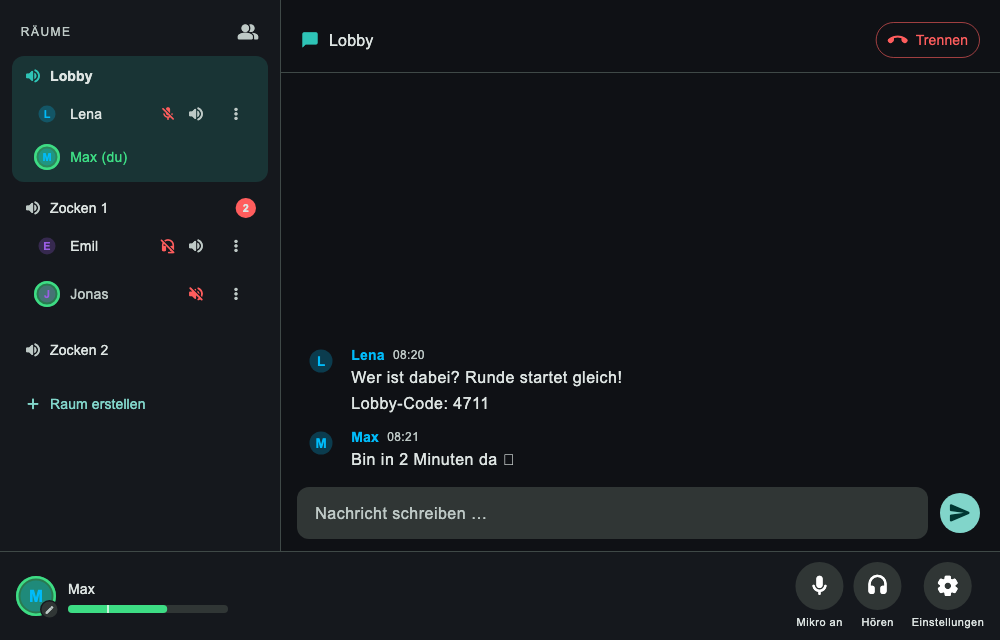 RÄUME
Lobby
L Lena
M Max (du)
Zocken 1 2
E Emil
J Jonas
Zocken 2
+ Raum erstellen
Lobby
Trennen
L Lena 08:20
Wer ist dabei? Runde startet gleich!
Lobby-Code: 4711
M Max 08:21
Bin in 2 Minuten da
Nachricht schreiben …
M Max
Mikro an
Hören
Einstellungen